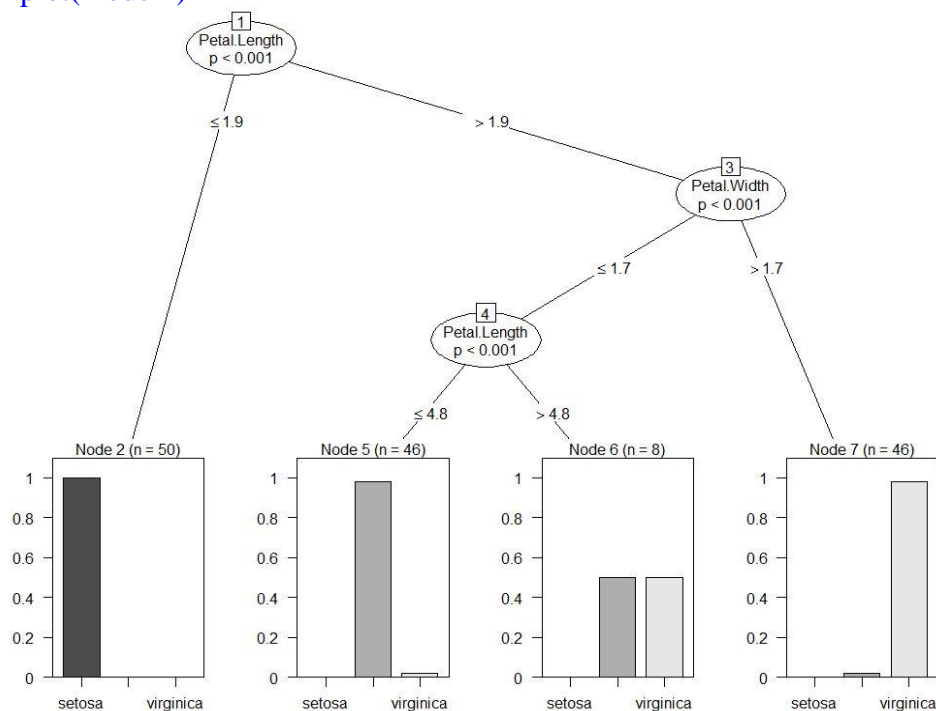 1
Petal.Length
p < 0.001
≤ 1.9
> 1.9
3
Petal.Width
p < 0.001
≤ 1.7
> 1.7
4
Petal.Length
p < 0.001
≤ 4.8
> 4.8
Node 2 (n = 50)
1
0.8
0.6
0.4
0.2
0
setosa virginica
Node 5 (n = 46)
1
0.8
0.6
0.4
0.2
0
setosa virginica
Node 6 (n = 8)
1
0.8
0.6
0.4
0.2
0
setosa virginica
Node 7 (n = 46)
1
0.8
0.6
0.4
0.2
0
setosa virginica